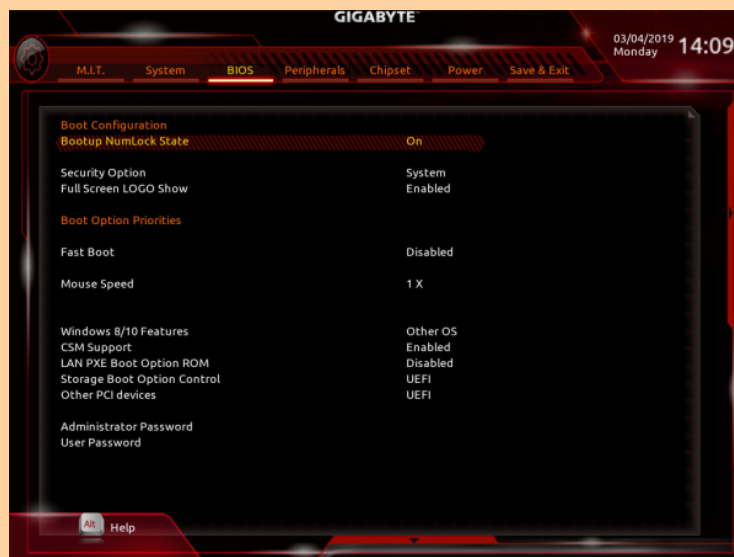 GIGABYTE
03/04/2019 Monday 14:09
M.I.T. System BIOS Peripherals Chipset Power Save & Exit
Boot Configuration
Bootup NumLock State On
Security Option System
Full Screen LOGO Show Enabled
Boot Option Priorities
Fast Boot Disabled
Mouse Speed 1 X
Windows 8/10 Features Other OS
CSM Support Enabled
LAN PXE Boot Option ROM Disabled
Storage Boot Option Control UEFI
Other PCI devices UEFI
Administrator Password
User Password
Alt Help